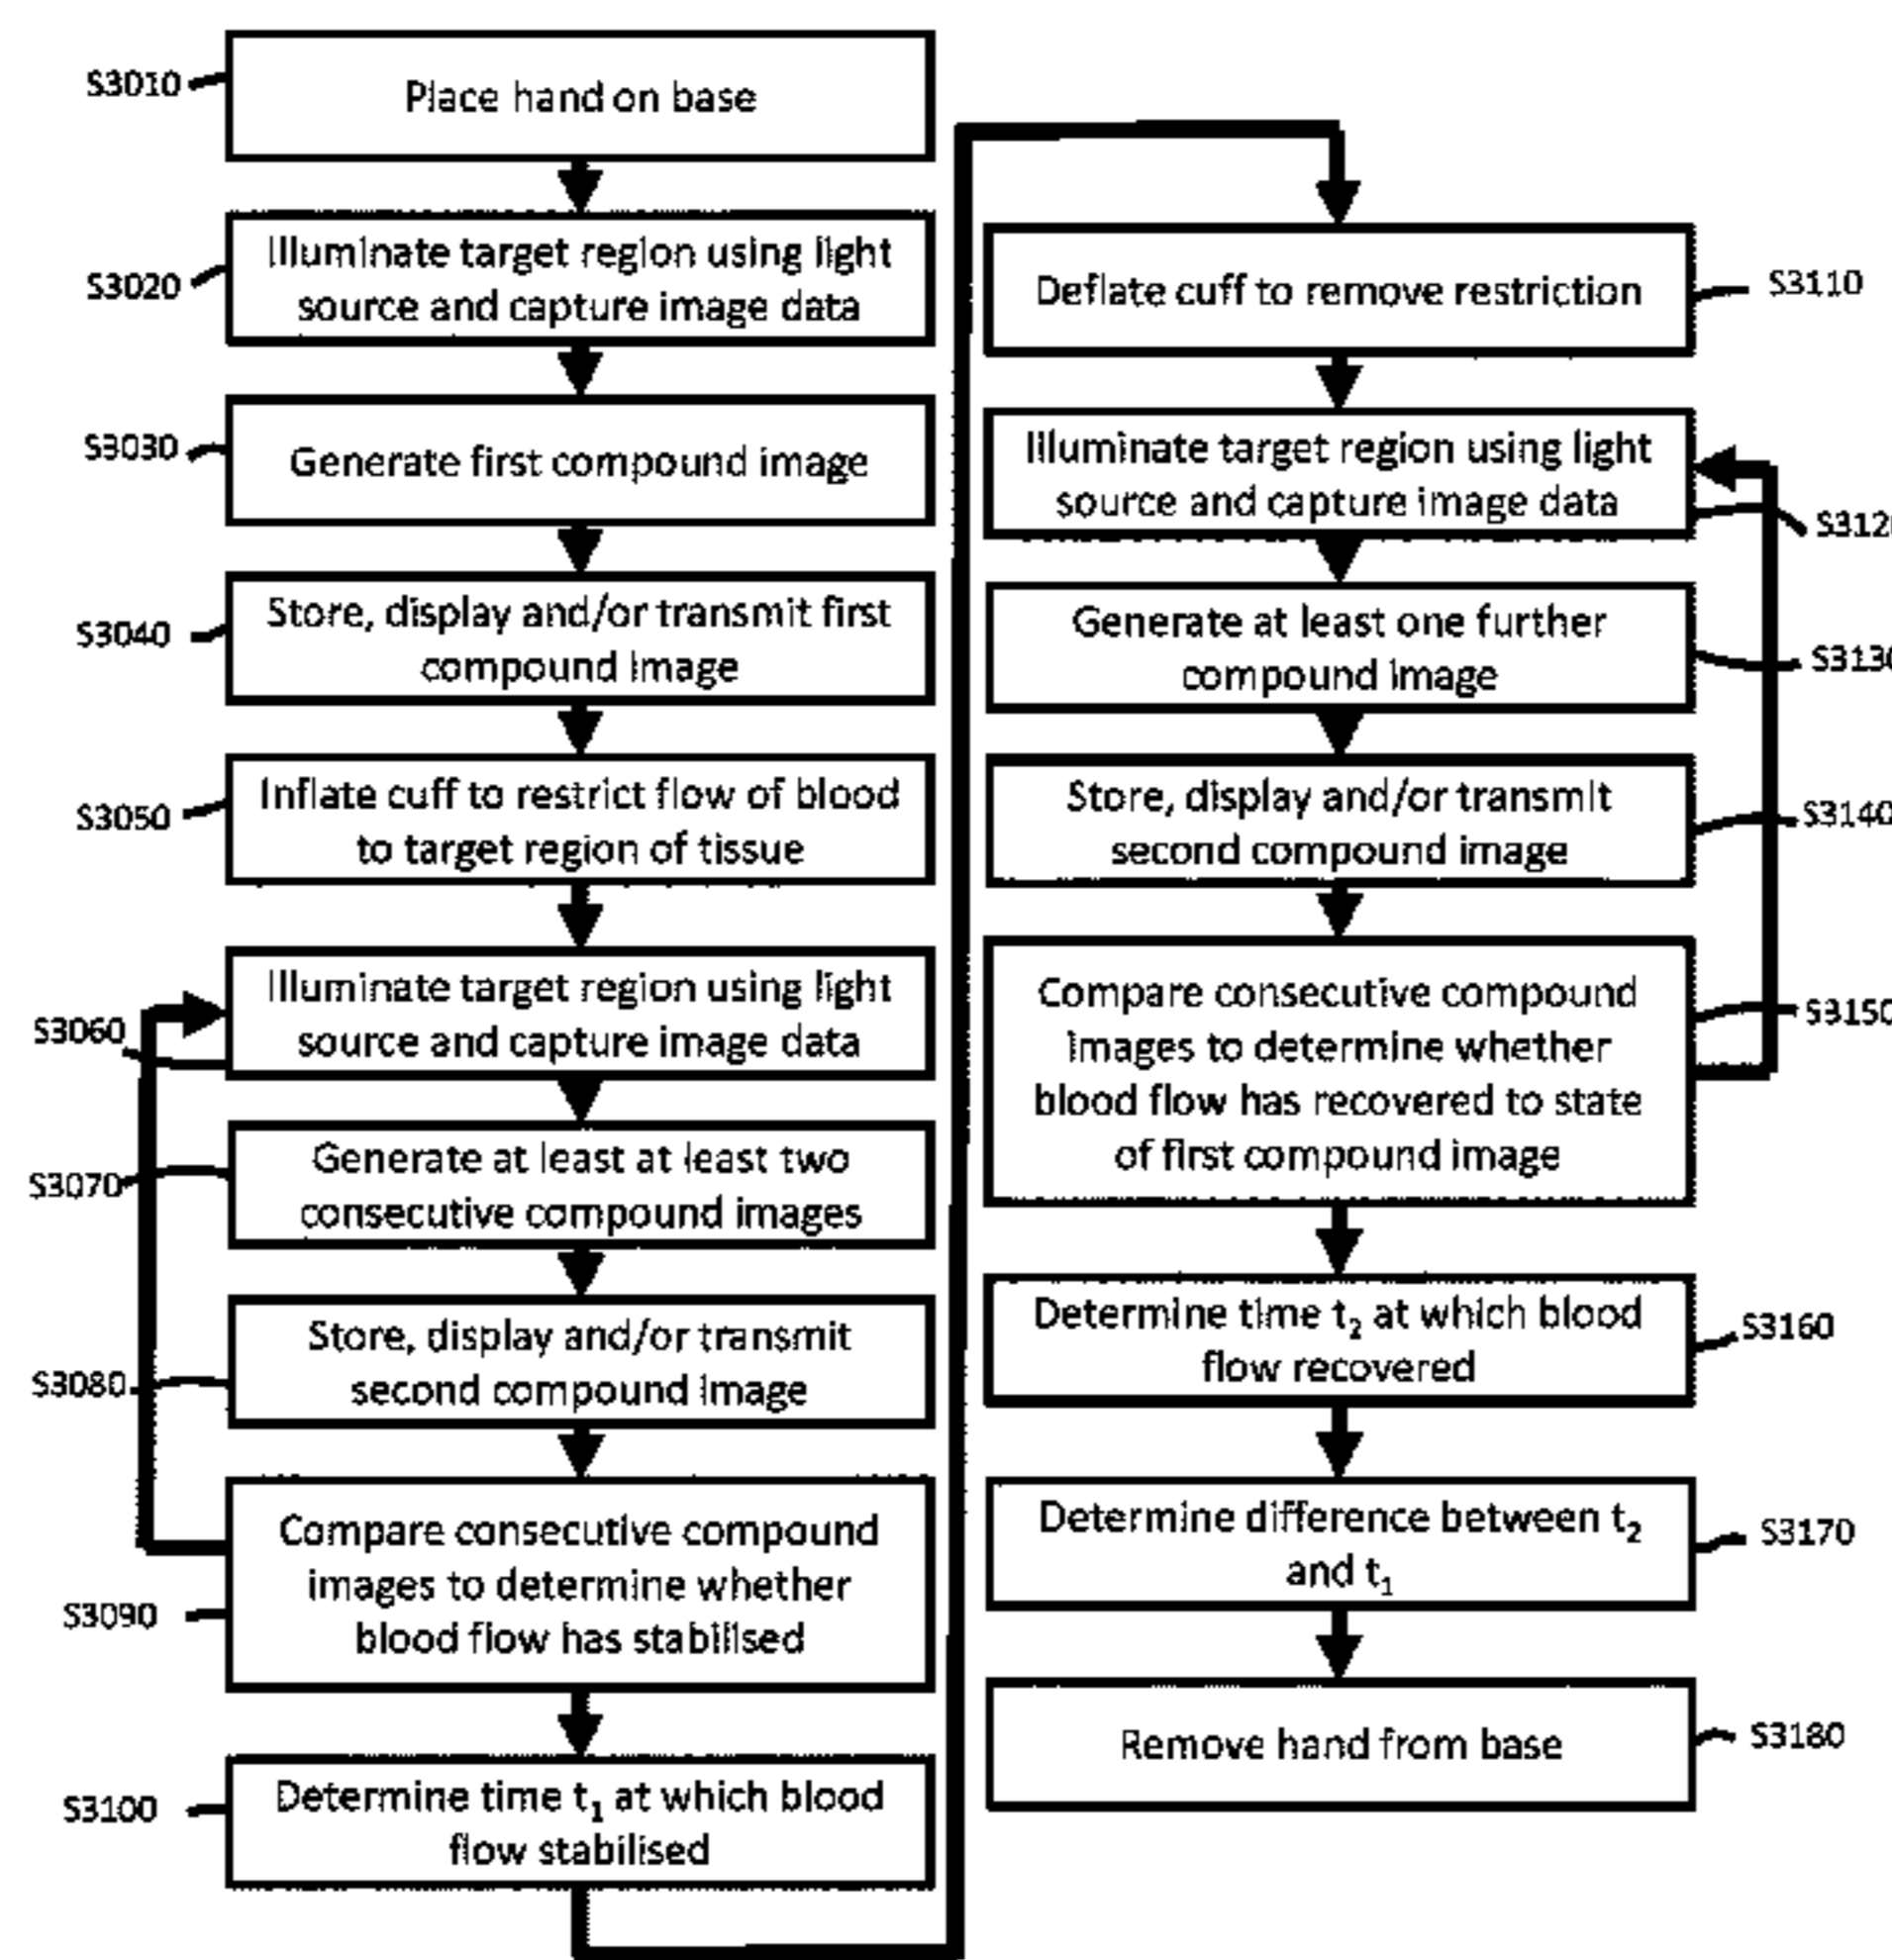 S3010
Place hand on base
S3020
Illuminate target region using light
source and capture image data
S3030
Generate first compound image
S3040
Store, display and/or transmit first
compound image
S3050
Inflate cuff to restrict flow of blood
to target region of tissue
S3060
Illuminate target region using light
source and capture image data
S3070
Generate at least at least two
consecutive compound images
S3080
Store, display and/or transmit
second compound image
S3090
Compare consecutive compound
images to determine whether
blood flow has stabilised
S3100
Determine time t₁ at which blood
flow stabilised
Deflate cuff to remove restriction
S3110
Illuminate target region using light
source and capture image data
S3120
Generate at least one further
compound image
S3130
Store, display and/or transmit
second compound image
S3140
Compare consecutive compound
images to determine whether
blood flow has recovered to state
of first compound image
S3150
Determine time t₂ at which blood
flow recovered
S3160
Determine difference between t₂
and t₁
S3170
Remove hand from base
S3180